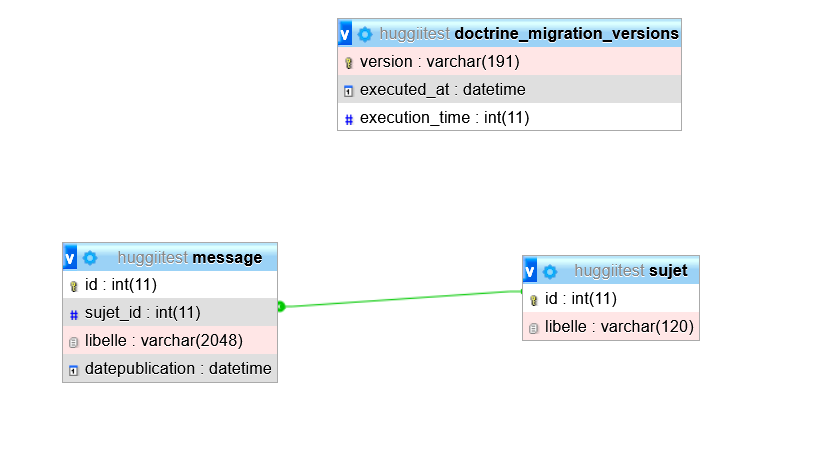 v huggiitest doctrine_migration_versions
version : varchar(191)
executed_at : datetime
# execution_time : int(11)
v huggiitest message
id : int(11)
# sujet_id : int(11)
libelle : varchar(2048)
datepublication : datetime
v huggiitest sujet
id : int(11)
libelle : varchar(120)